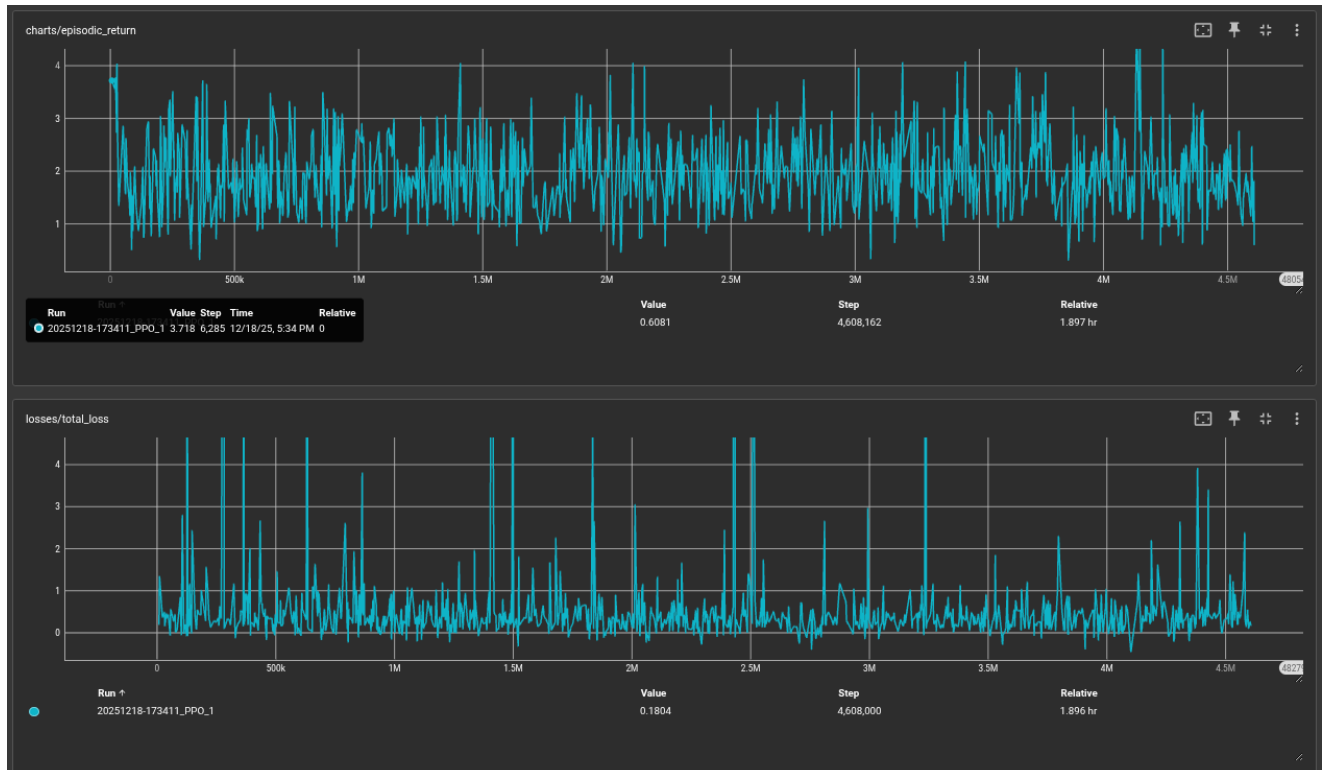 charts/episodic_return
4
3
2
1
0 500k 1M 1.5M 2M 2.5M 3M 3.5M 4M 4.5M 4805
Run ↑ Value Step Relative
0.6081 4,608,162 1.897 hr
Run Value Step Time Relative
20251218-173411_PPO_1 3.718 6,285 12/18/25, 5:34 PM 0
losses/total_loss
4
3
2
1
0
0 500k 1M 1.5M 2M 2.5M 3M 3.5M 4M 4.5M 4827
Run ↑ Value Step Relative
20251218-173411_PPO_1 0.1804 4,608,000 1.896 hr